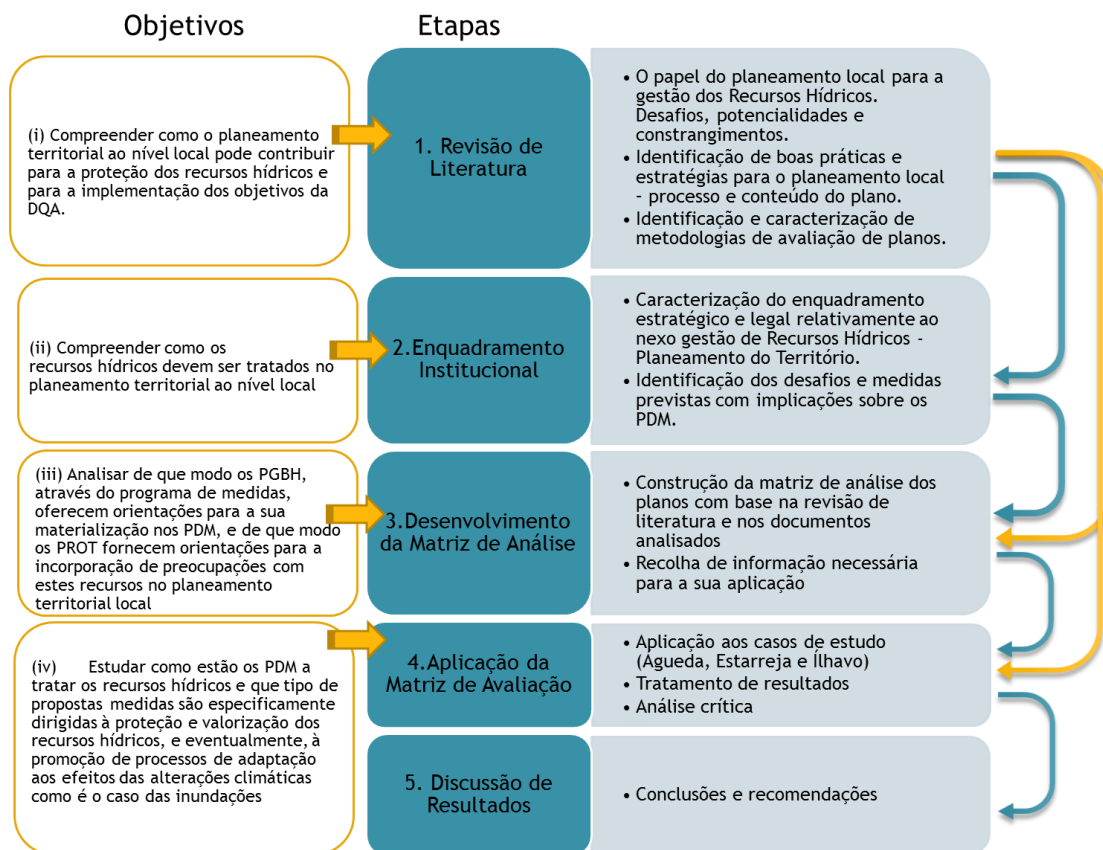 Objetivos
Etapas
(i) Compreender como o planeamento
territorial ao nível local pode contribuir
para a proteção dos recursos hídricos e
para a implementação dos objetivos da
DQA.
1. Revisão de
Literatura
• O papel do planeamento local para a
gestão dos Recursos Hídricos.
Desafios, potencialidades e
constrangimentos.
• Identificação de boas práticas e
estratégias para o planeamento local
- processo e conteúdo do plano.
• Identificação e caracterização de
metodologias de avaliação de planos.
(ii) Compreender como os
recursos hídricos devem ser tratados no
planeamento territorial ao nível local
2.Enquadramento
Institucional
• Caracterização do enquadramento
estratégico e legal relativamente ao
nexo gestão de Recursos Hídricos -
Planeamento do Território.
• Identificação dos desafios e medidas
previstas com implicações sobre os
PDM.
(iii) Analisar de que modo os PGBH,
através do programa de medidas,
oferecem orientações para a sua
materialização nos PDM, e de que modo
os PROT fornecem orientações para a
incorporação de preocupações com
estes recursos no planeamento
territorial local
3.Desenvolvimento
da Matriz de Análise
• Construção da matriz de análise dos
planos com base na revisão de
literatura e nos documentos
analisados
• Recolha de informação necessária
para a sua aplicação
(iv) Estudar como estão os PDM a
tratar os recursos hídricos e que tipo de
propostas medidas são especificamente
dirigidas à proteção e valorização dos
recursos hídricos, e eventualmente, à
promoção de processos de adaptação
aos efeitos das alterações climáticas
como é o caso das inundações
4.Aplicação da
Matriz de Avaliação
• Aplicação aos casos de estudo
(Águeda, Estarreja e Ílhavo)
• Tratamento de resultados
• Análise crítica
5. Discussão de
Resultados
• Conclusões e recomendações